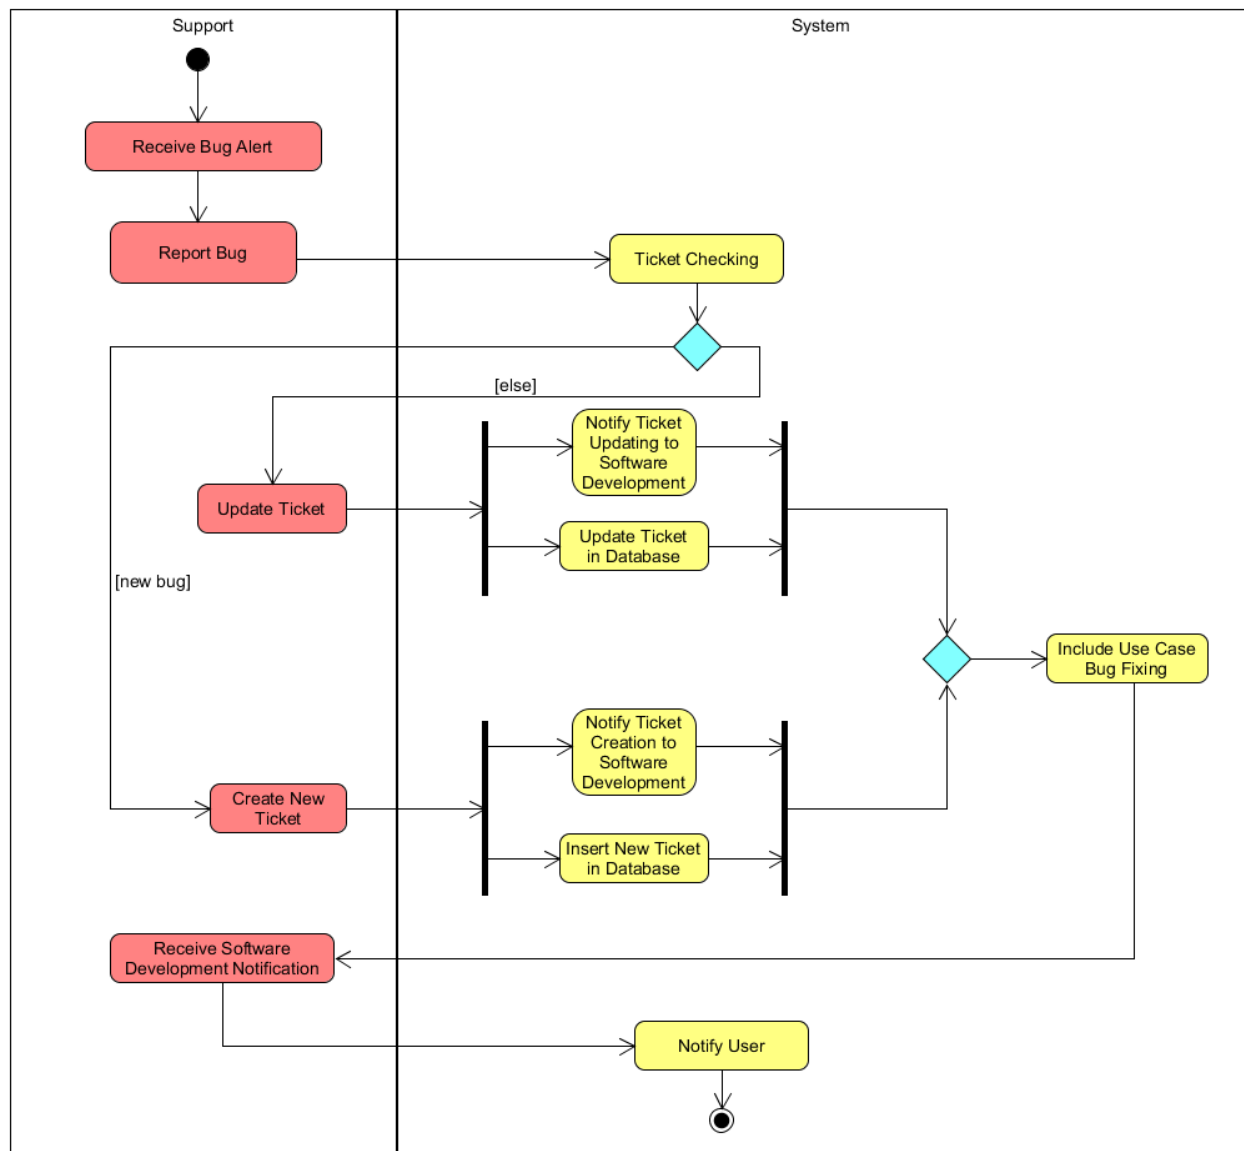 Support
System
Receive Bug Alert
Report Bug
Ticket Checking
[else]
Notify Ticket
Updating to
Software
Development
Update Ticket
Update Ticket
in Database
[new bug]
Include Use Case
Bug Fixing
Notify Ticket
Creation to
Software
Development
Create New
Ticket
Insert New Ticket
in Database
Receive Software
Development Notification
Notify User